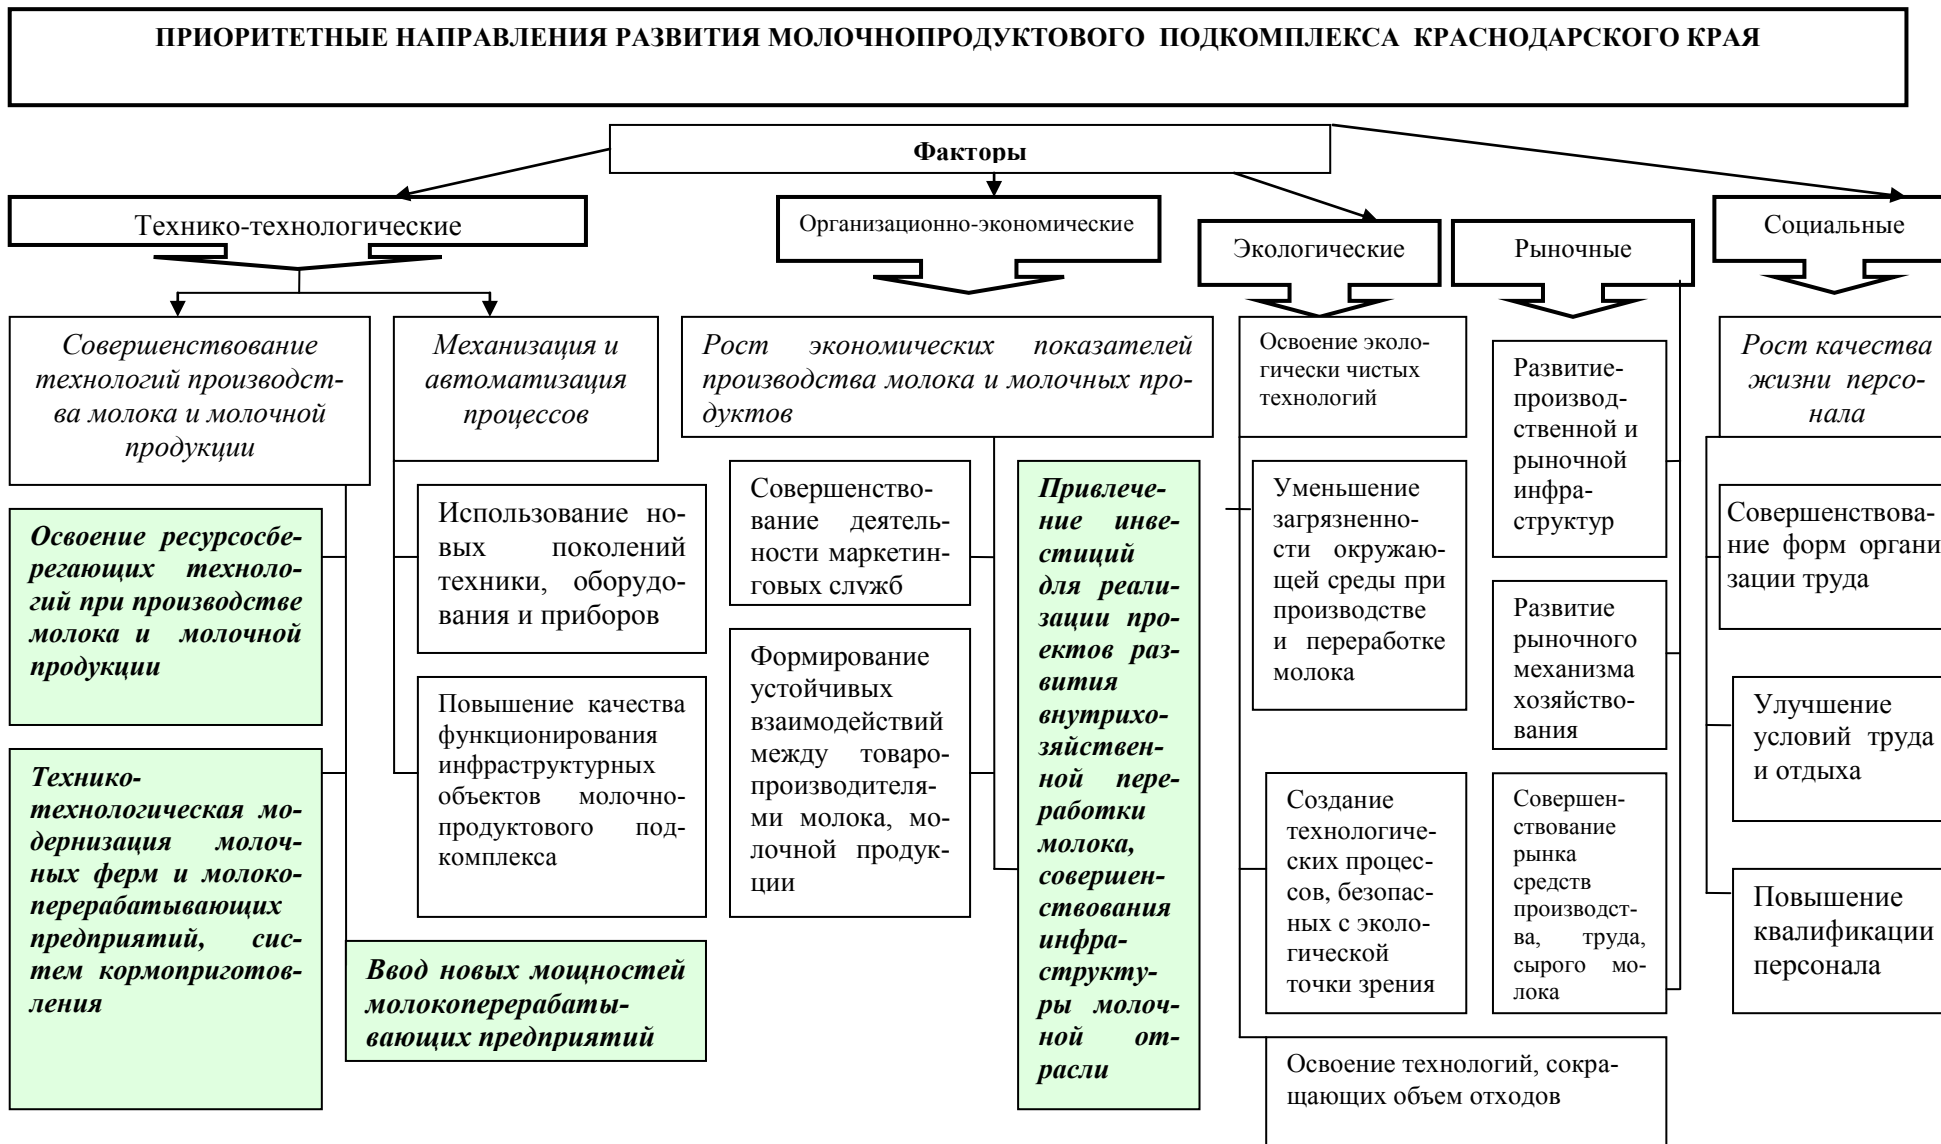 ПРИОРИТЕТНЫЕ НАПРАВЛЕНИЯ РАЗВИТИЯ МОЛОЧНОПРОДУКТОВОГО ПОДКОМПЛЕКСА КРАСНОДАРСКОГО КРАЯ
Факторы
Технико-технологические
Организационно-экономические
Экологические
Рыночные
Социальные
Совершенствование
технологий производст-
ва молока и молочной
продукции
Механизация и
автоматизация
процессов
Рост экономических показателей
производства молока и молочных про-
дуктов
Освоение эколо-
гически чистых
технологий
Развитие-
производ-
ственной и
рыночной
инфра-
структур
Рост качества
жизни персо-
нала
Освоение ресурсосбе-
регающих техноло-
гий при производстве
молока и молочной
продукции
Использование но-
вых поколений
техники, оборудо-
вания и приборов
Совершенство-
вание деятель-
ности маркетин-
говых служб
Привлече-
ние инве-
стиций
для реали-
зации про-
ектов раз-
вития
внутрихо-
зяйствен-
ной пере-
работки
молока,
совершен-
ствования
инфра-
структу-
ры молоч-
ной от-
расли
Уменьшение
загрязненно-
сти окружаю-
щей среды при
производстве
и переработке
молока
Развитие
рыночного
механизма
хозяйство-
вания
Совершенствова-
ние форм органи
зации труда
Технико-
технологическая мо-
дернизация молоч-
ных ферм и молоко-
перерабатывающих
предприятий, сис-
тем кормоприготов-
ления
Повышение качества
функционирования
инфраструктурных
объектов молочно-
продуктового под-
комплекса
Формирование
устойчивых
взаимодействий
между товаро-
производителя-
ми молока, мо-
лочной продук-
ции
Создание
технологиче-
ских процес-
сов, безопас-
ных с эколо-
гической
точки зрения
Совершен-
ствование
рынка
средств
производст-
ва, труда,
сырого мо-
лока
Улучшение
условий труда
и отдыха
Ввод новых мощностей
молокоперерабаты-
вающих предприятий
Освоение технологий, сокра-
щающих объем отходов
Повышение
квалификации
персонала